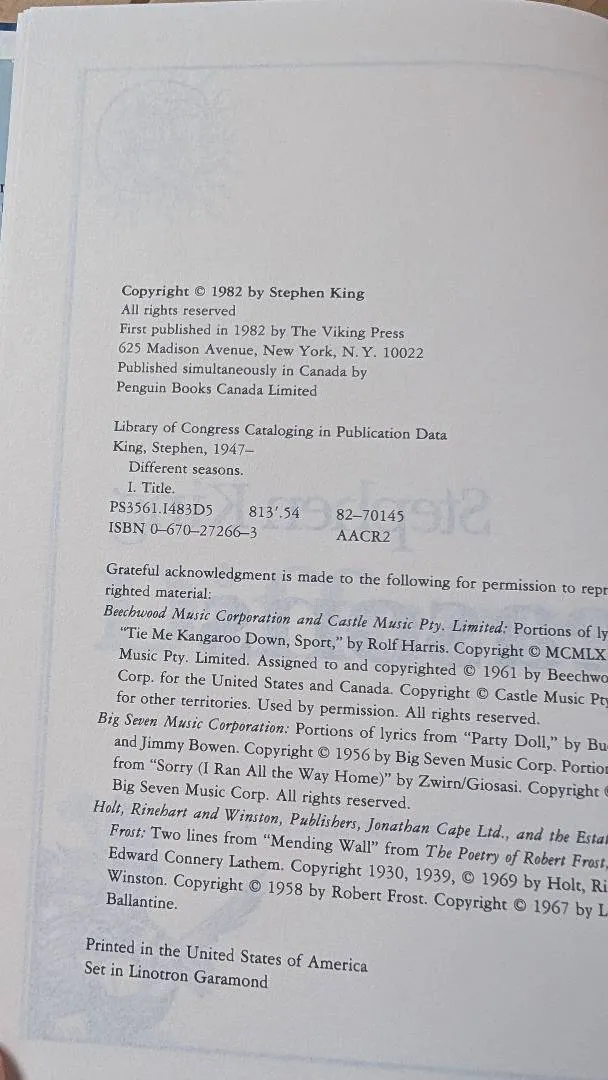 Copyright © 1982 by Stephen King
All rights reserved
First published in 1982 by The Viking Press
625 Madison Avenue, New York, N.Y. 10022
Published simultaneously in Canada by
Penguin Books Canada Limited
Library of Congress Cataloging in Publication Data
King, Stephen, 1947–
Different seasons.
I. Title.
PS3561.I483D5 813'.54 82–70145
ISBN 0–670–27266–3 AACR2
Grateful acknowledgment is made to the following for permission to repr
righted material:
Beechwood Music Corporation and Castle Music Pty. Limited: Portions of ly
"Tie Me Kangaroo Down, Sport," by Rolf Harris. Copyright © MCMLX
Music Pty. Limited. Assigned to and copyrighted © 1961 by Beechwo
Corp. for the United States and Canada. Copyright © Castle Music Pty
for other territories. Used by permission. All rights reserved.
Big Seven Music Corporation: Portions of lyrics from "Party Doll," by Bu
and Jimmy Bowen. Copyright © 1956 by Big Seven Music Corp. Portion
from "Sorry (I Ran All the Way Home)" by Zwirn/Giosasi. Copyright ©
Big Seven Music Corp. All rights reserved.
Holt, Rinehart and Winston, Publishers, Jonathan Cape Ltd., and the Estat
Frost: Two lines from "Mending Wall" from The Poetry of Robert Frost,
Edward Connery Lathem. Copyright 1930, 1939, © 1969 by Holt, Ri
Winston. Copyright © 1958 by Robert Frost. Copyright © 1967 by L
Ballantine.
Printed in the United States of America
Set in Linotron Garamond